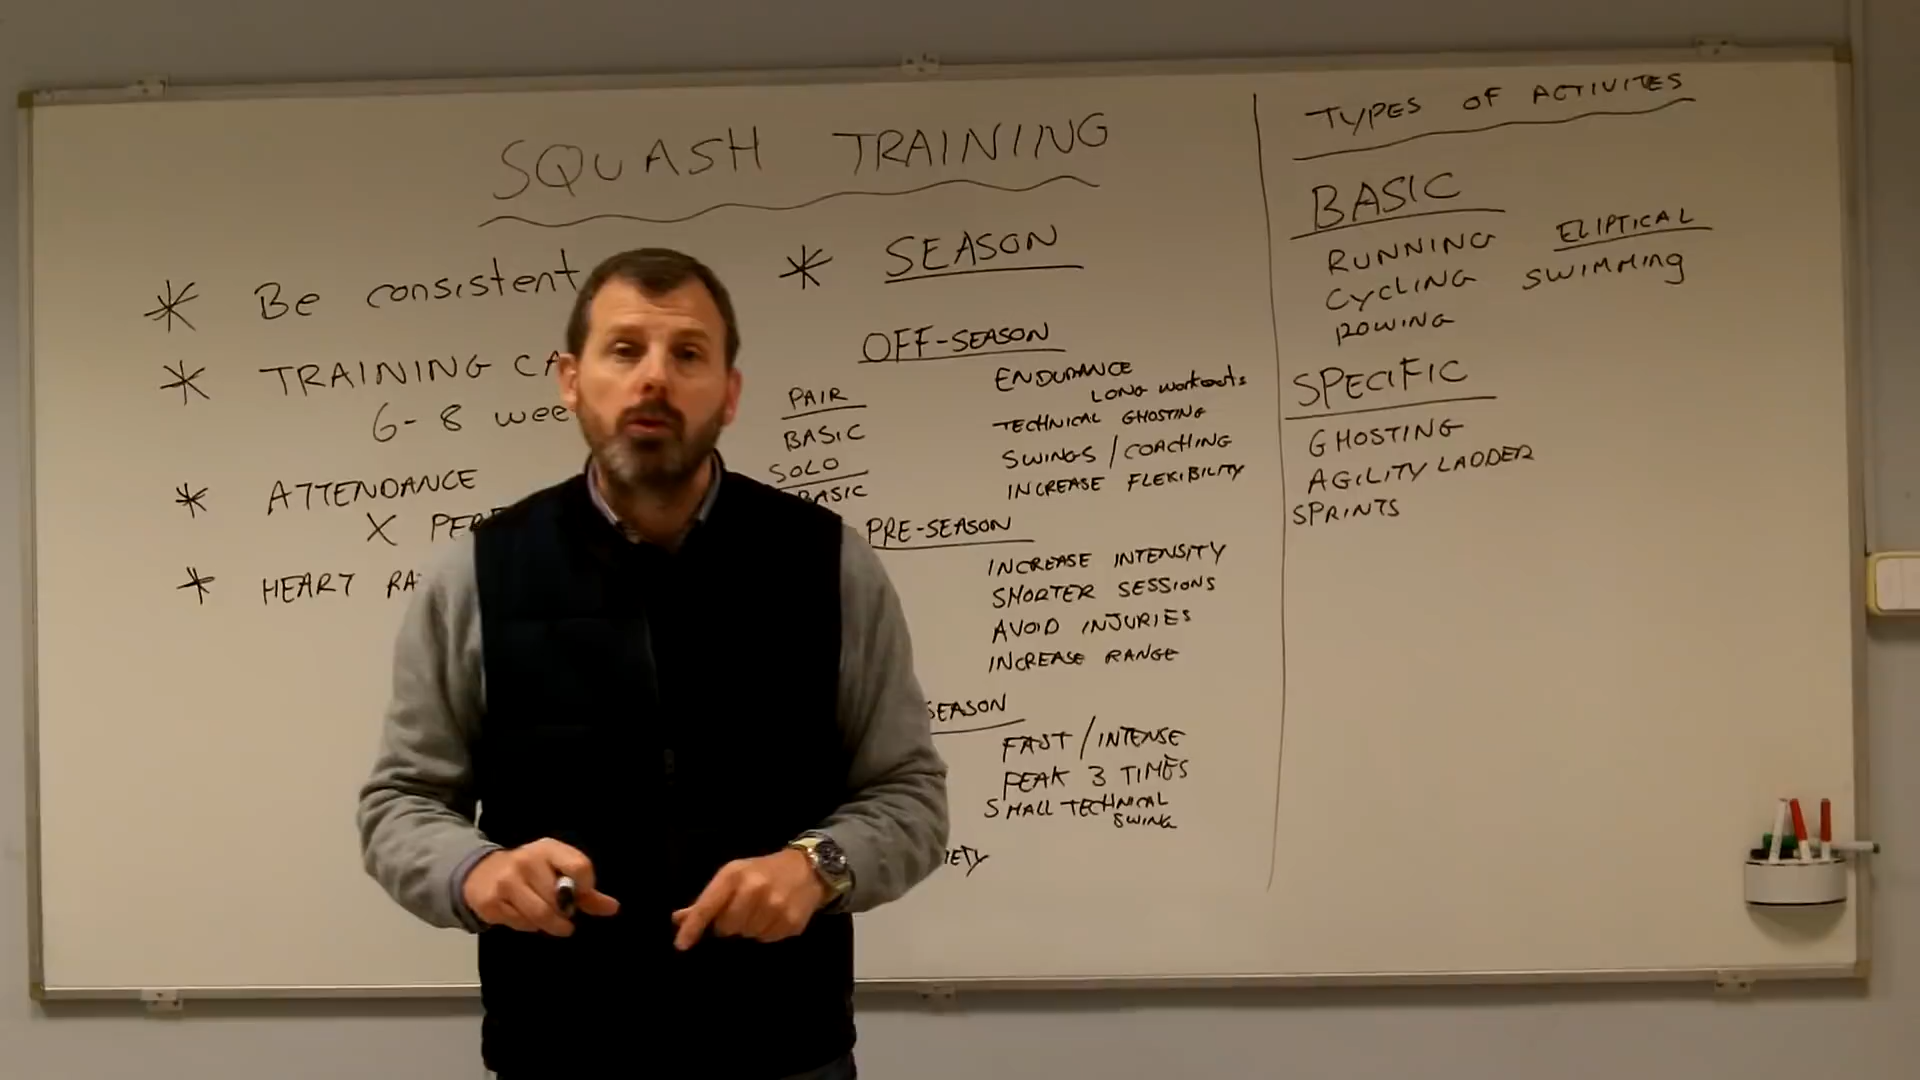 SQUASH TRAINING
* Be consistent
* TRAINING CA
6-8 wee
* ATTENDANCE
X PER
* HEART RA
* SEASON
OFF-SEASON
PAIR
BASIC
SOLO
BASIC
ENDURANCE
LONG WORKOUTS
TECHNICAL GHOSTING
SWINGS / COACHING
INCREASE FLEXIBILITY
PRE-SEASON
INCREASE INTENSITY
SHORTER SESSIONS
AVOID INJURIES
INCREASE RANGE
SEASON
FAST / INTENSE
PEAK 3 TIMES
SMALL TECHNICAL
SWING
IETY
TYPES OF ACTIVITES
BASIC
RUNNING ELIPTICAL
CYCLING SWIMMING
ROWING
SPECIFIC
GHOSTING
AGILITY LADDER
SPRINTS